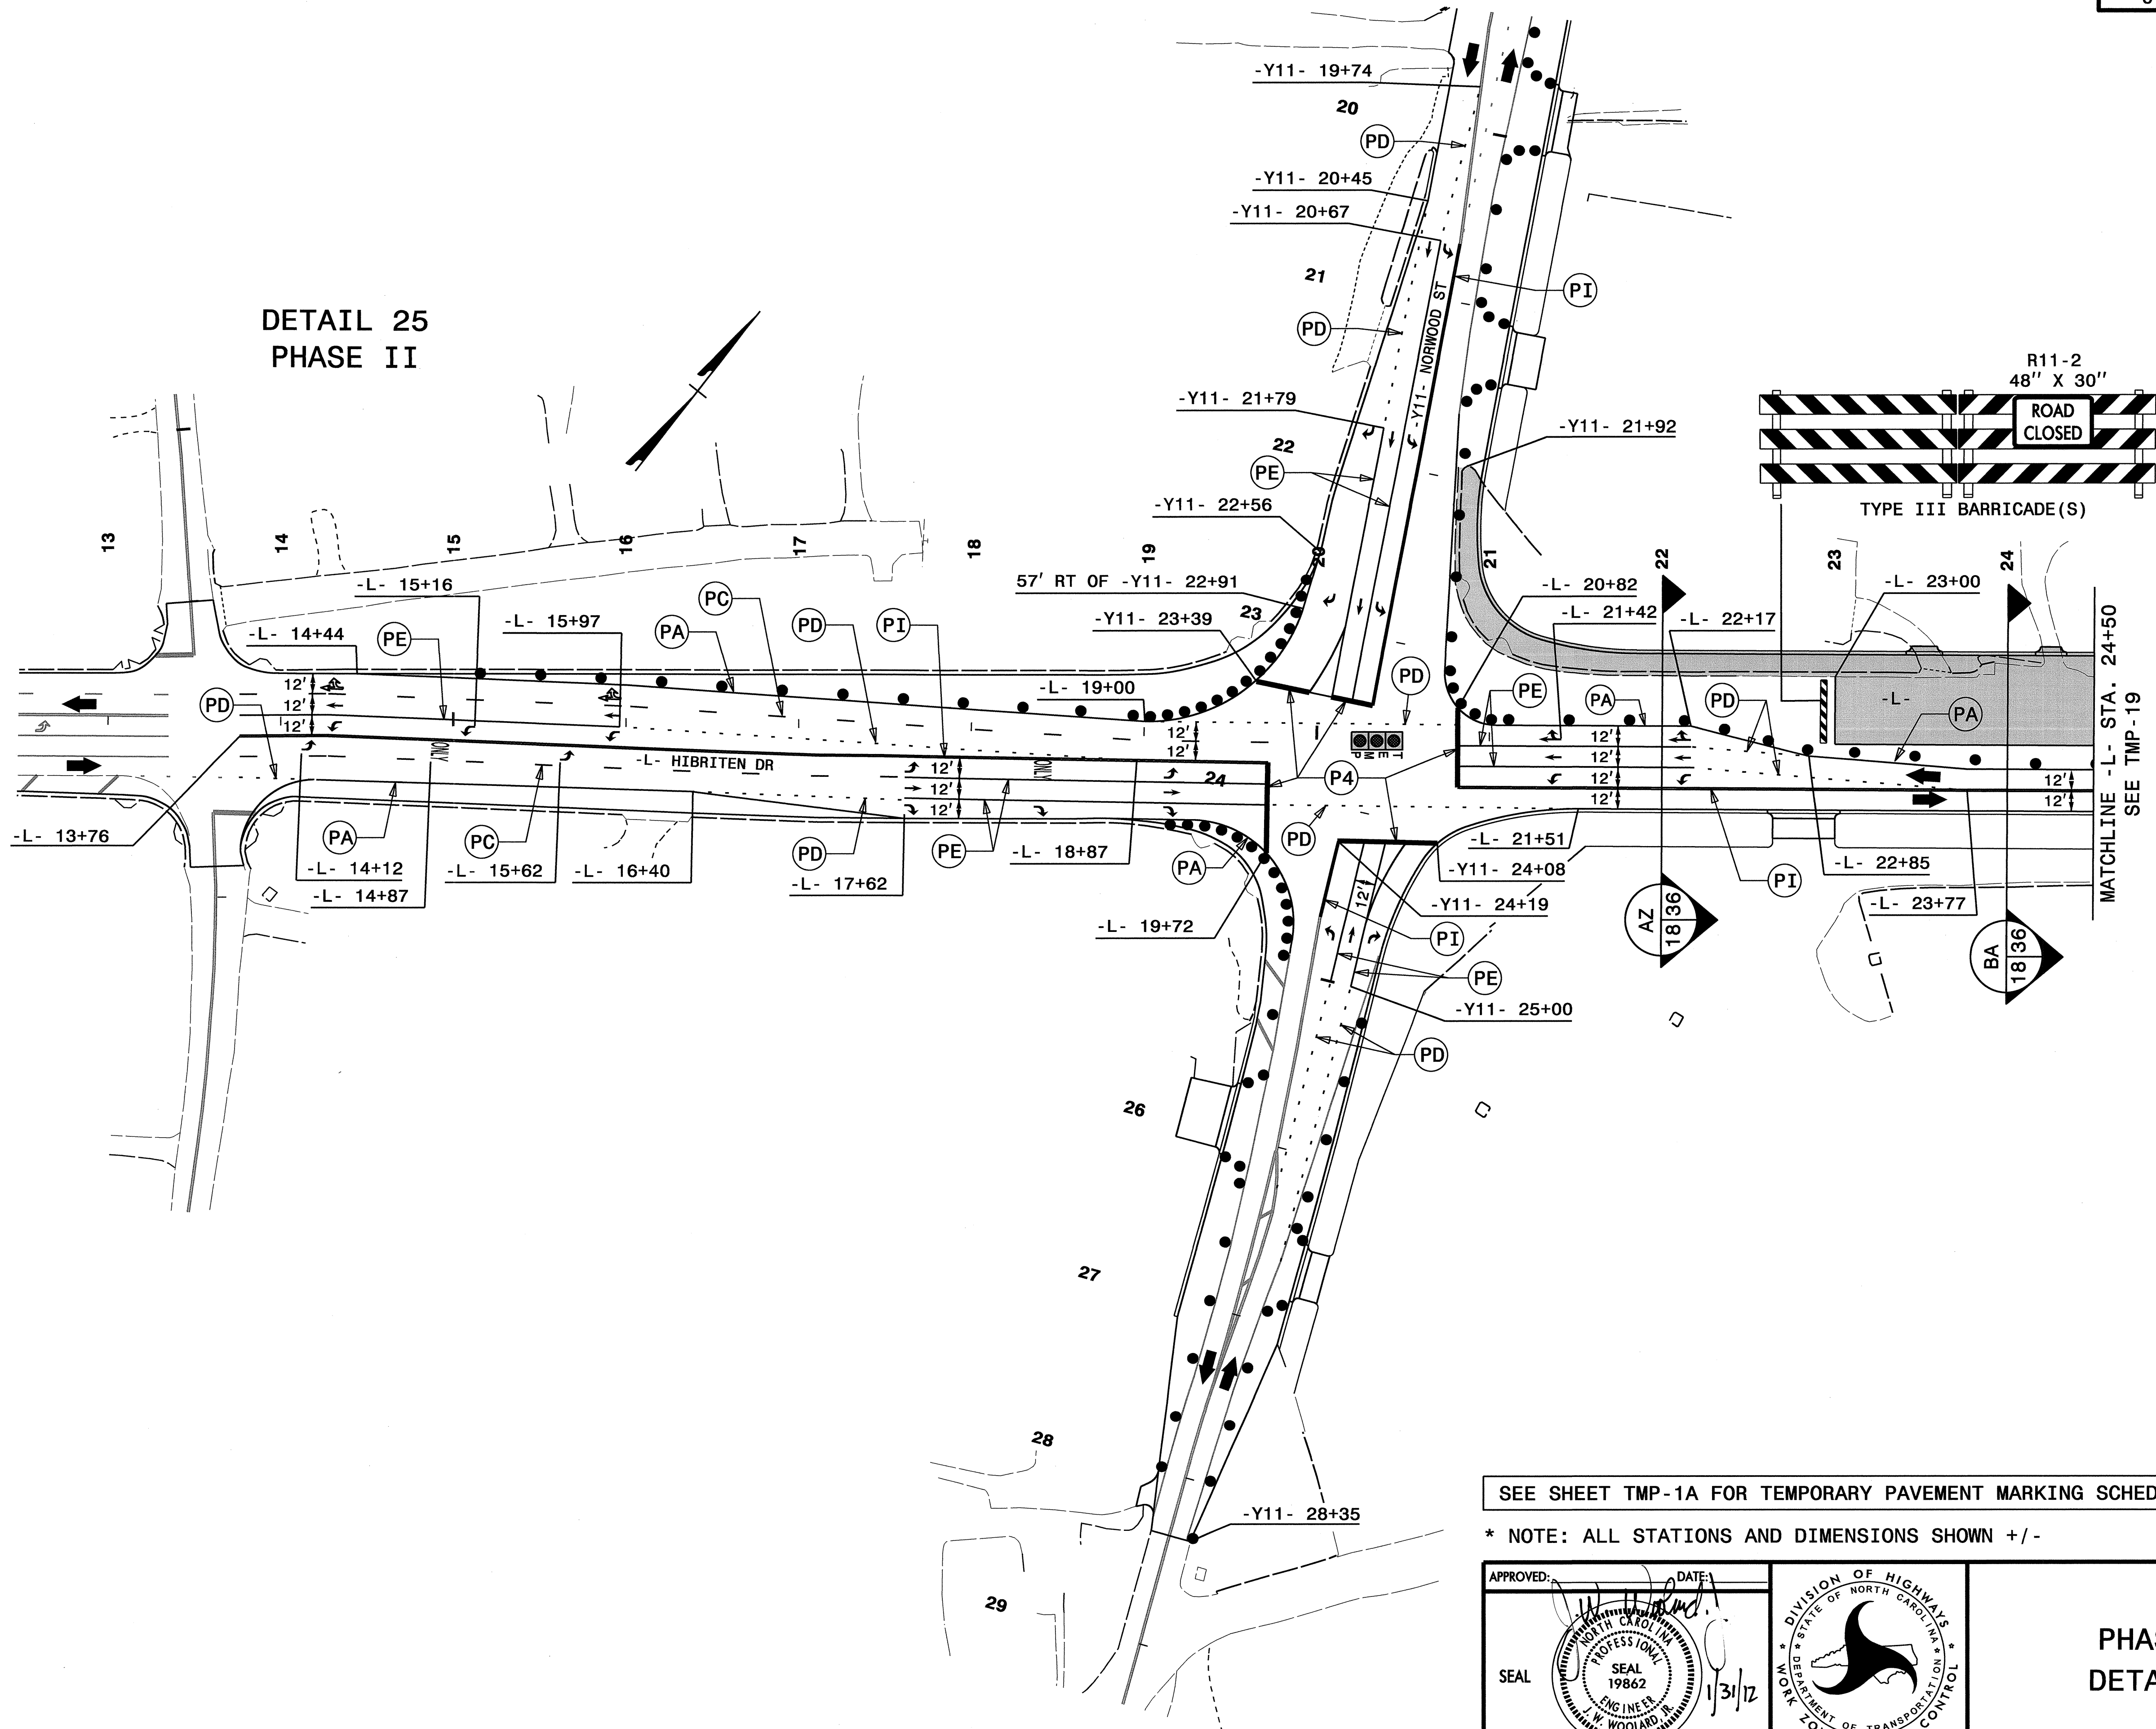 DETAIL 25
PHASE II
-Y11- 19+74
20
PD
-Y11- 20+45
-Y11- 20+67
21
PI
PD
-Y11- NORWOOD ST
-Y11- 21+79
22
PE
-Y11- 22+56
-Y11- 21+92
R11-2
48" X 30"
ROAD
CLOSED
TYPE III BARRICADE(S)
13
14
15
16
17
18
19
20
21
22
23
24
57' RT OF -Y11- 22+91
23
-Y11- 23+39
-L- 15+16
-L- 14+44
PE
-L- 15+97
PA
PC
PD
PI
-L- 19+00
-L- 20+82
-L- 21+42
-L- 22+17
-L- 23+00
PD
PE
PA
PD
-L-
PA
MATCHLINE -L- STA. 24+50
SEE TMP-19
12'
12'
12'
PD
ONLY
-L- HIBRITEN DR
ONLY
12'
12'
12'
12'
12'
24
TEMP
P4
12'
12'
12'
12'
12'
12'
-L- 13+76
PA
-L- 14+12
-L- 14+87
PC
-L- 15+62
-L- 16+40
PD
-L- 17+62
PE
-L- 18+87
PA
-L- 19+72
PD
-L- 21+51
-Y11- 24+08
-Y11- 24+19
12'
PI
PE
-Y11- 25+00
PD
PI
-L- 22+85
-L- 23+77
AZ
18 36
BA
18 36
26
27
28
-Y11- 28+35
29
SEE SHEET TMP-1A FOR TEMPORARY PAVEMENT MARKING SCHED
* NOTE: ALL STATIONS AND DIMENSIONS SHOWN +/-
APPROVED:
DATE:
SEAL
NORTH CAROLINA
PROFESSIONAL
SEAL
19862
ENGINEER
J. W. WOOLARD, JR.
1/31/12
DIVISION OF HIGHWAYS
STATE OF NORTH CAROLINA
DEPARTMENT OF TRANSPORTATION
WORK ZO
CONTROL
PHAS
DETA